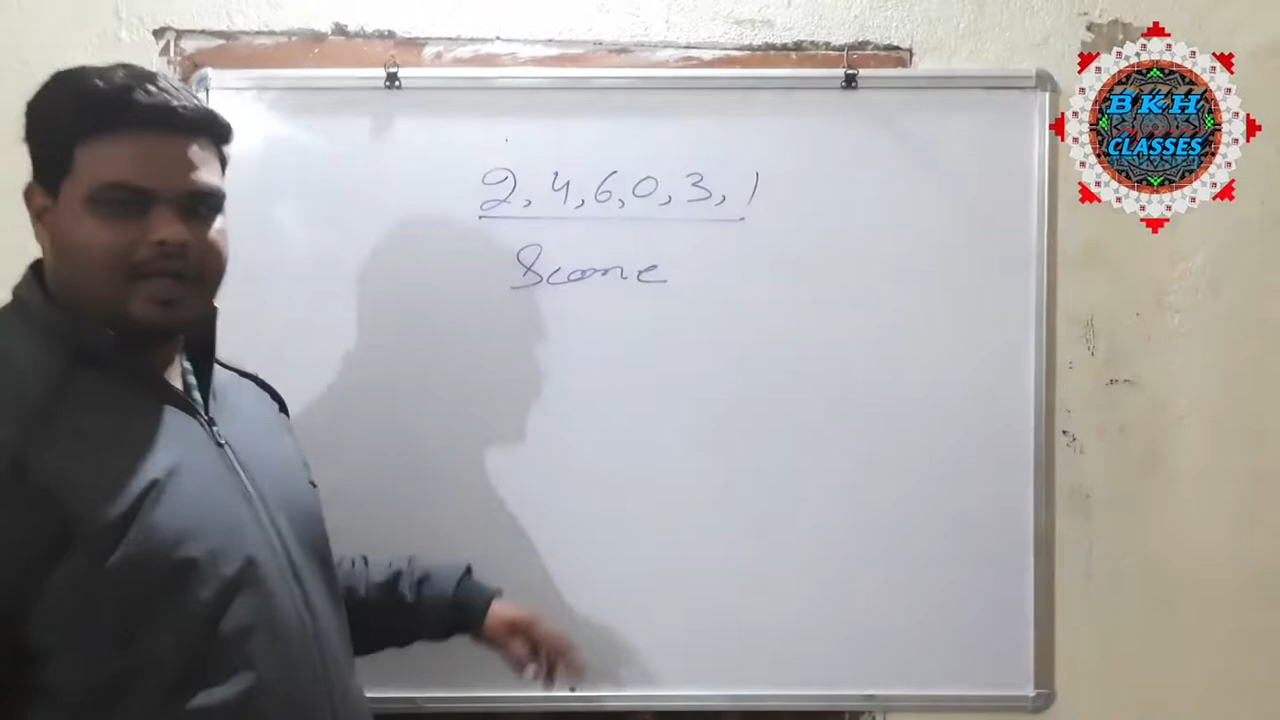 2, 4, 6, 0, 3, 1
Score
BKH
CLASSES